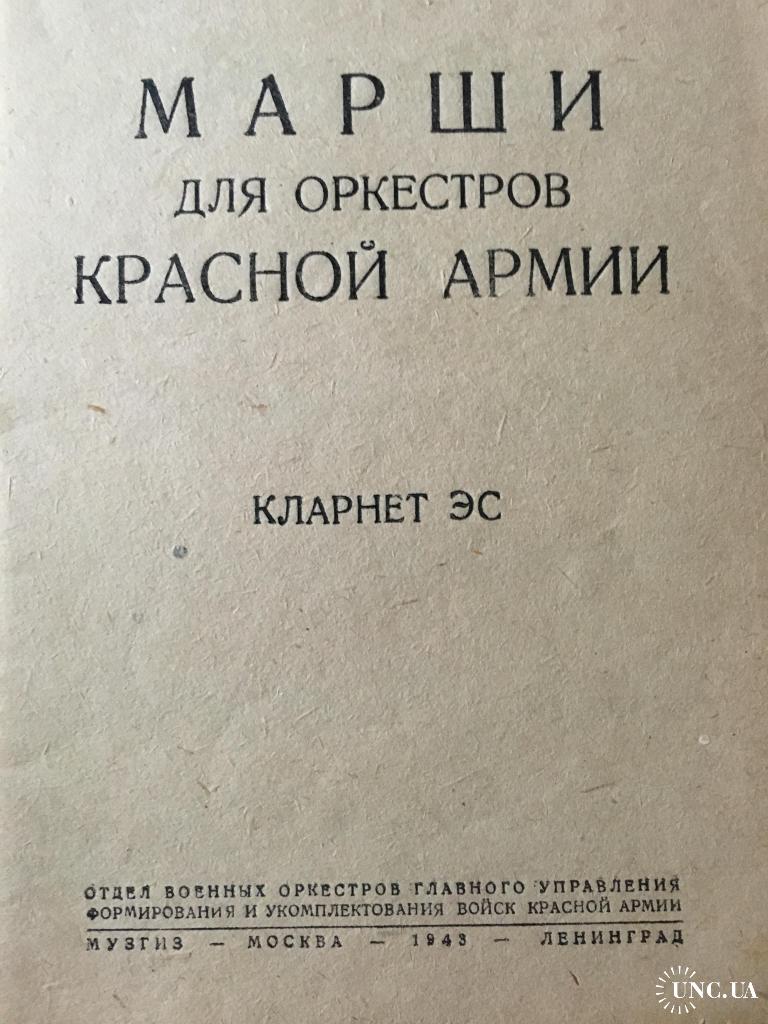 МАРШИ
ДЛЯ ОРКЕСТРОВ
КРАСНОЙ АРМИИ
КЛАРНЕТ ЭС
ОТДЕЛ ВОЕННЫХ ОРКЕСТРОВ ГЛАВНОГО УПРАВЛЕНИЯ
ФОРМИРОВАНИЯ И УКОМПЛЕКТОВАНИЯ ВОЙСК КРАСНОЙ АРМИИ
МУЗГИЗ — МОСКВА — 1943 — ЛЕНИНГРАД
UNC.UA